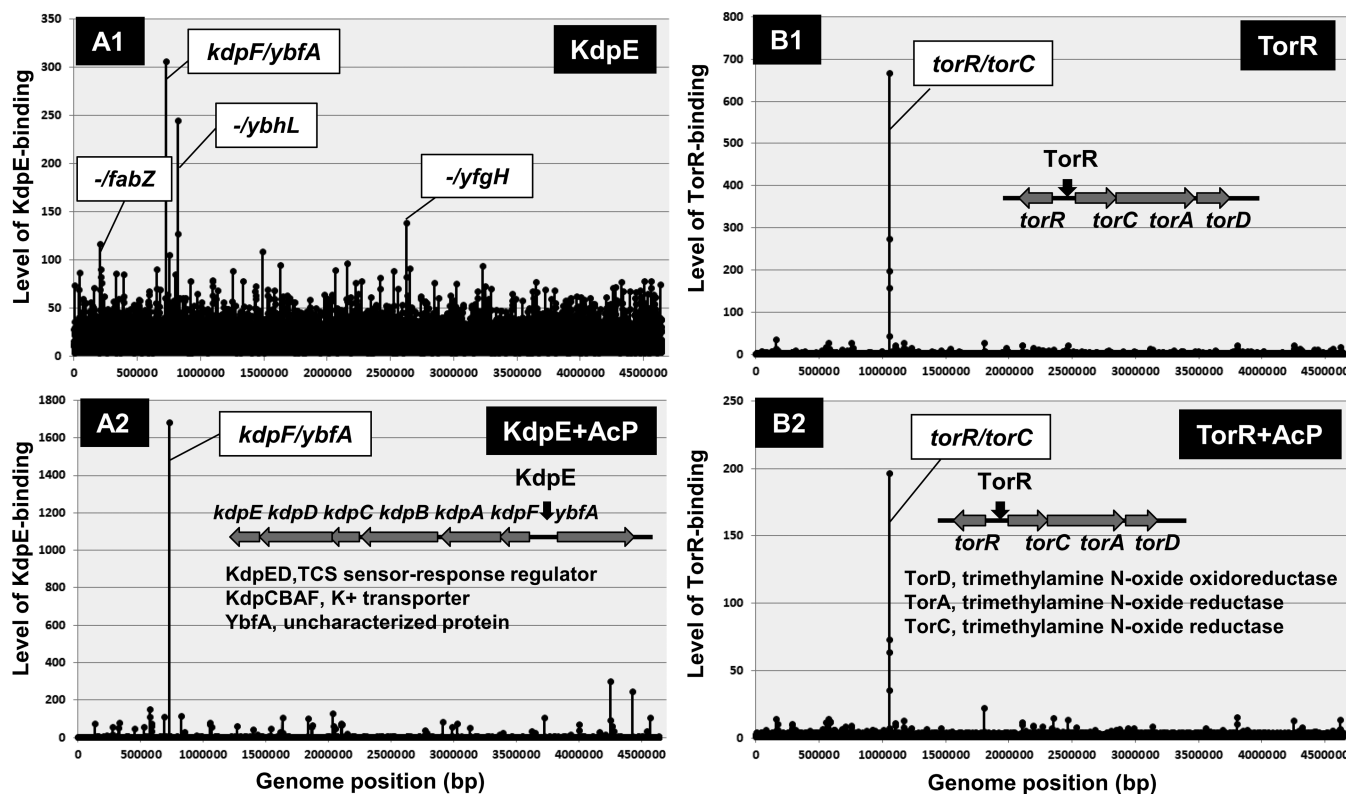 A1
KdpE
kdpF/ybfA
-/ybhL
-/fabZ
-/yfgH
Level of KdpE-binding
350
300
250
200
150
100
50
0
0 500000 1000000 1500000 2000000 2500000 3000000 3500000 4000000 4500000
B1
TorR
torR/torC
TorR
torR torC torA torD
Level of TorR-binding
800
700
600
500
400
300
200
100
0
0 500000 1000000 1500000 2000000 2500000 3000000 3500000 4000000 4500000
A2
KdpE+AcP
kdpF/ybfA
KdpE
kdpE kdpD kdpC kdpB kdpA kdpF ybfA
KdpED,TCS sensor-response regulator
KdpCBAF, K+ transporter
YbfA, uncharacterized protein
Level of KdpE-binding
1800
1600
1400
1200
1000
800
600
400
200
0
0 500000 1000000 1500000 2000000 2500000 3000000 3500000 4000000 4500000
Genome position (bp)
B2
TorR+AcP
torR/torC
TorR
torR torC torA torD
TorD, trimethylamine N-oxide oxidoreductase
TorA, trimethylamine N-oxide reductase
TorC, trimethylamine N-oxide reductase
Level of TorR-binding
250
200
150
100
50
0
0 500000 1000000 1500000 2000000 2500000 3000000 3500000 4000000 4500000
Genome position (bp)